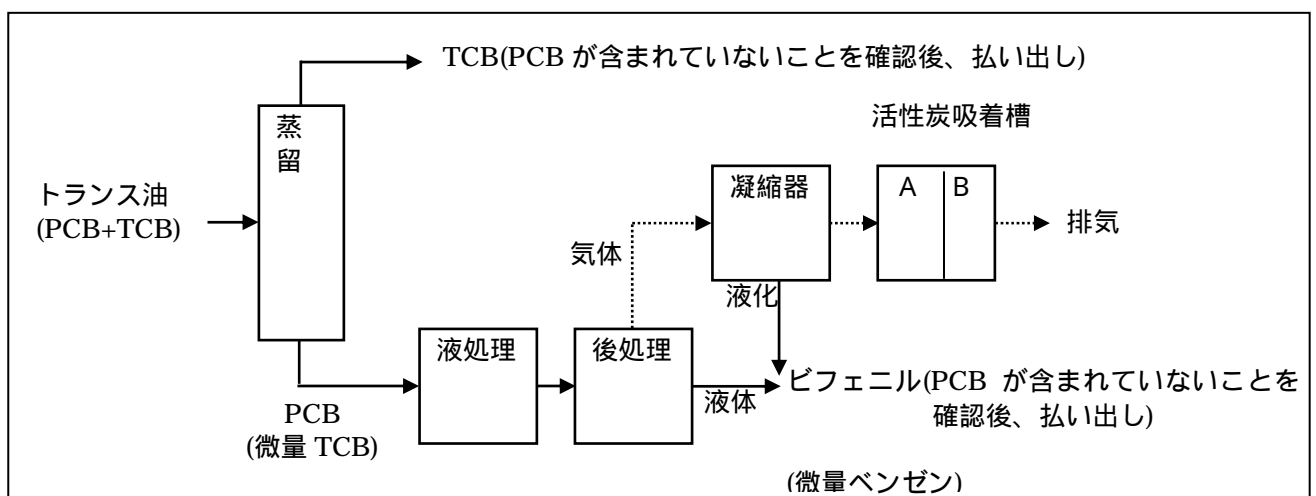 TCB(PCB が含まれていないことを確認後、払い出し)
蒸
留
活性炭吸着槽
トランス油
(PCB+TCB)
凝縮器
A
B
排気
気体
液化
液処理
後処理
ビフェニル(PCB が含まれていないことを
確認後、払い出し)
液体
PCB
(微量 TCB)
(微量ベンゼン)